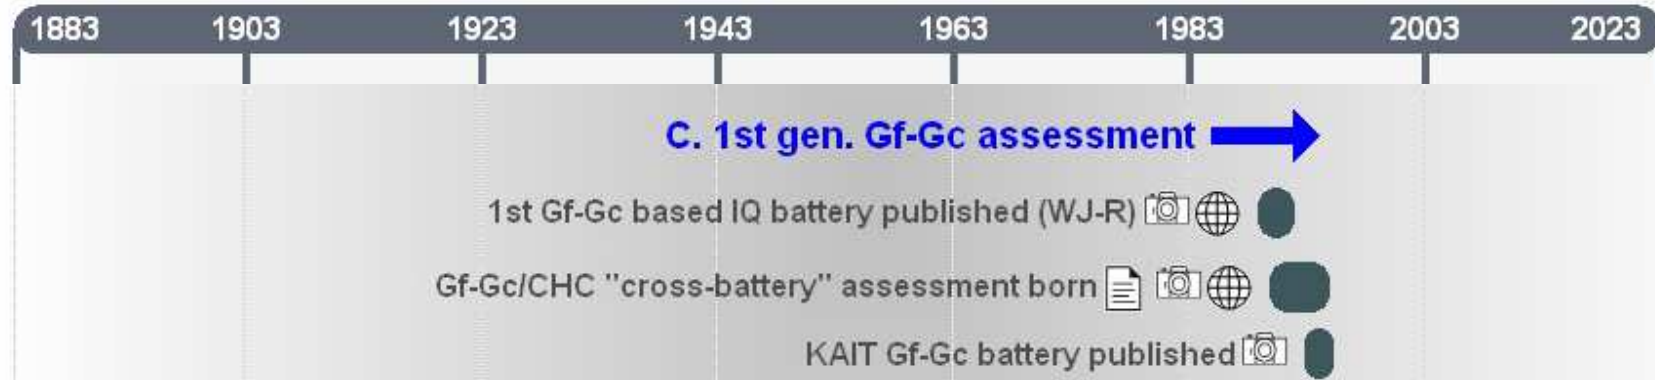 1883 1903 1923 1943 1963 1983 2003 2023
C. 1st gen. Gf-Gc assessment
1st Gf-Gc based IQ battery published (WJ-R)
Gf-Gc/CHC "cross-battery" assessment born
KAIT Gf-Gc battery published